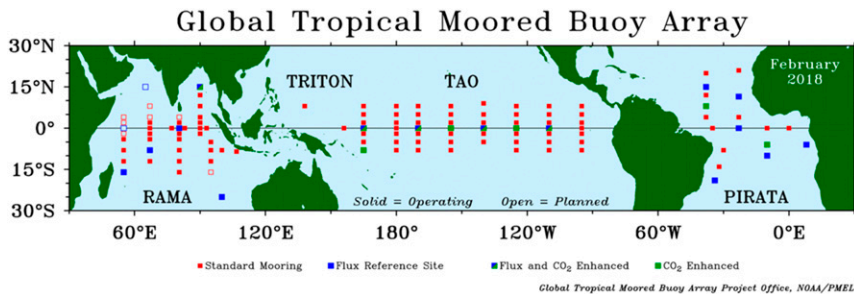 Global Tropical Moored Buoy Array
30°N
15°N
0°
15°S
30°S
TRITON
TAO
February
2018
RAMA
Solid = Operating Open = Planned
PIRATA
60°E 120°E 180° 120°W 60°W 0°E
Standard Mooring Flux Reference Site Flux and CO₂ Enhanced CO₂ Enhanced
Global Tropical Moored Buoy Array Project Office, NOAA/PMEL